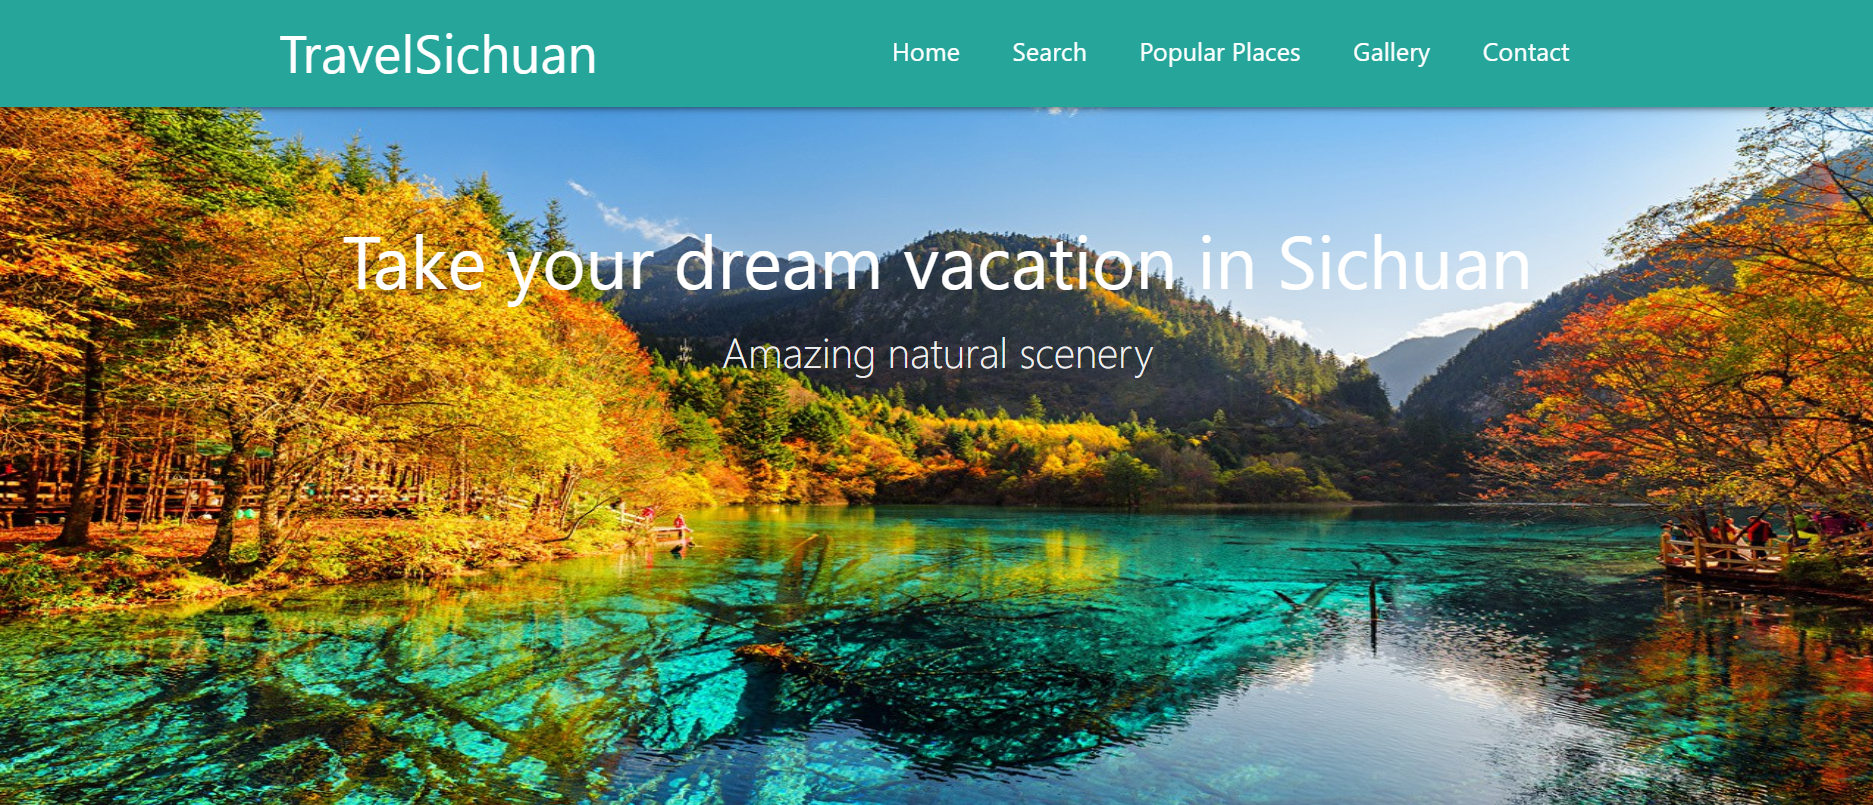 TravelSichuan
Home Search Popular Places Gallery Contact
Take your dream vacation in Sichuan
Amazing natural scenery